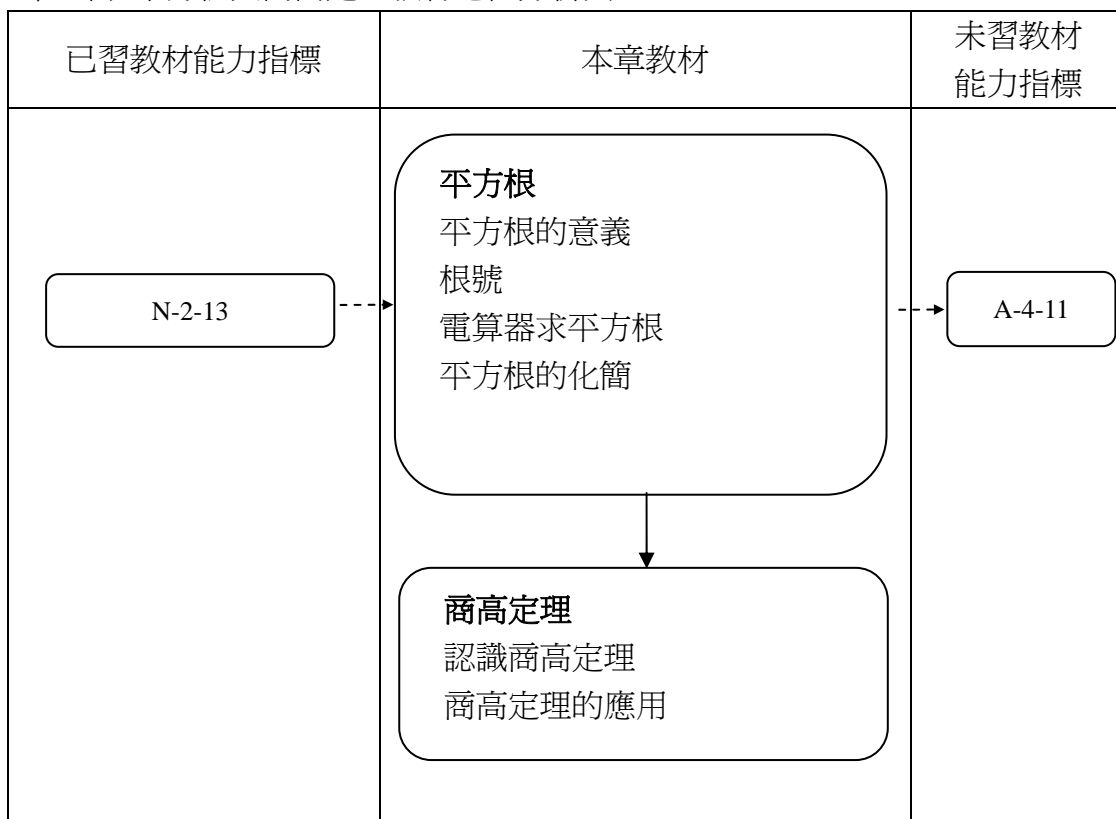 已習教材能力指標
本章教材
未習教材
能力指標
平方根
平方根的意義
根號
電算器求平方根
平方根的化簡
N-2-13
A-4-11
商高定理
認識商高定理
商高定理的應用